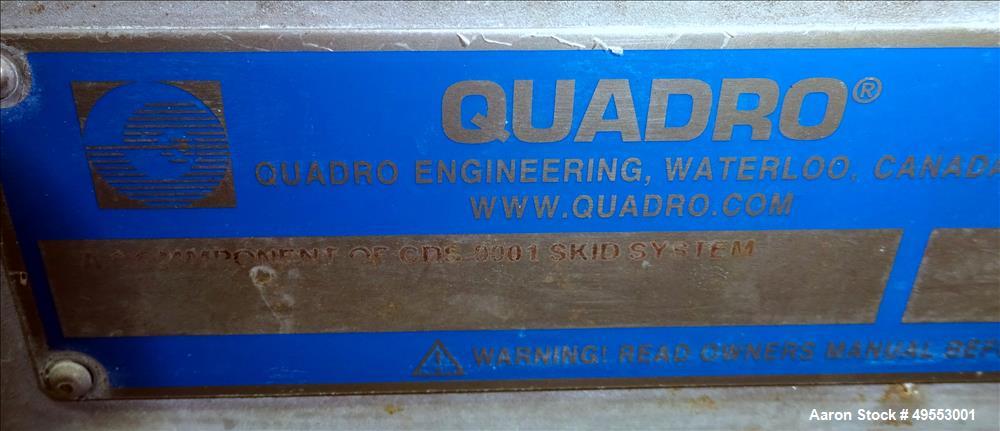 QUADRO®
QUADRO ENGINEERING, WATERLOO, CANADA
WWW.QUADRO.COM
OF CDS-0001 SKID SYSTEM
WARNING! READ OWNERS MANUAL
Aaron Stock # 49553001